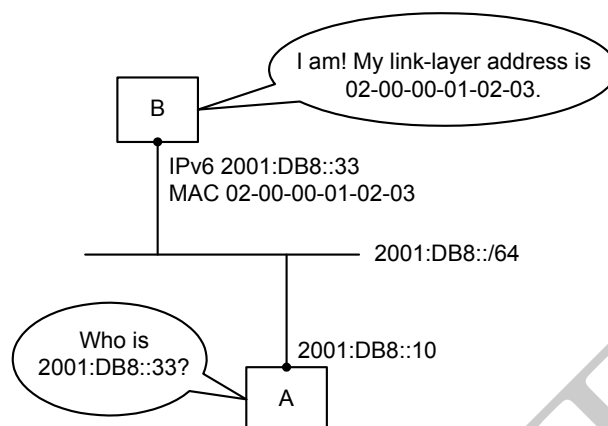 I am! My link-layer address is
02-00-00-01-02-03.
B
IPv6 2001:DB8::33
MAC 02-00-00-01-02-03
2001:DB8::/64
Who is
2001:DB8::33?
2001:DB8::10
A